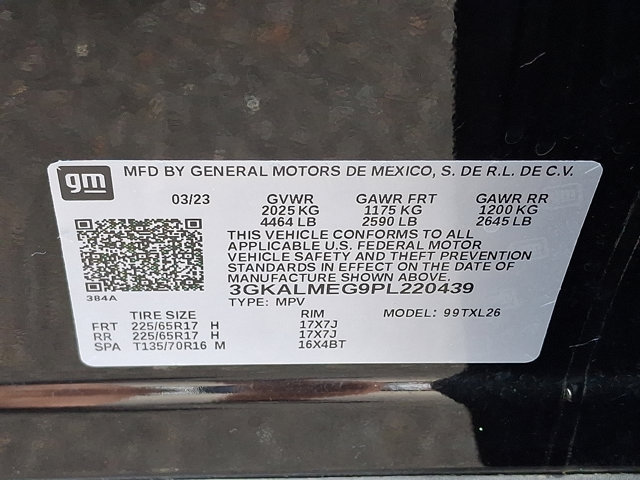 gm MFD BY GENERAL MOTORS DE MEXICO, S. DE R.L. DE C.V.
03/23 GVWR GAWR FRT GAWR RR
2025 KG 1175 KG 1200 KG
4464 LB 2590 LB 2645 LB
THIS VEHICLE CONFORMS TO ALL
APPLICABLE U.S. FEDERAL MOTOR
VEHICLE SAFETY AND THEFT PREVENTION
STANDARDS IN EFFECT ON THE DATE OF
MANUFACTURE SHOWN ABOVE.
3GKALMEG9PL220439
384A
TYPE: MPV
TIRE SIZE RIM MODEL: 99TXL26
FRT 225/65R17 H 17X7J
RR 225/65R17 H 17X7J
SPA T135/70R16 M 16X4BT